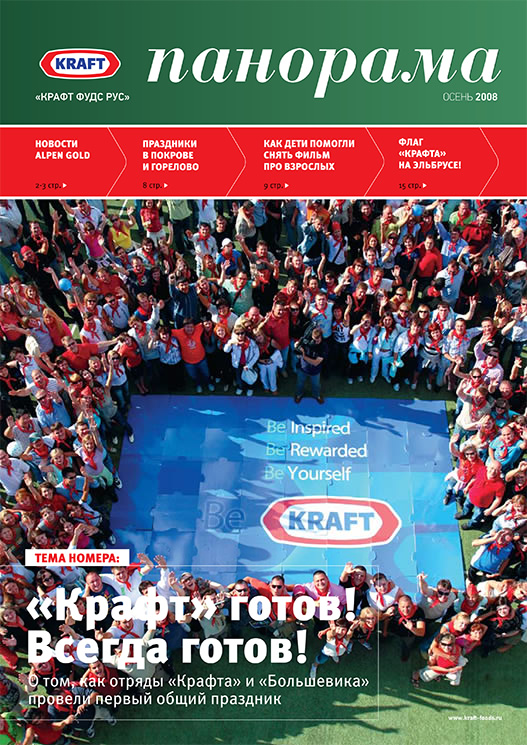 KRAFT
панорама
«КРАФТ ФУДС РУС»
ОСЕНЬ 2008
НОВОСТИ
ALPEN GOLD
2-3 стр.
ПРАЗДНИКИ
В ПОКРОВЕ
И ГОРЕЛОВО
8 стр.
КАК ДЕТИ ПОМОГЛИ
СНЯТЬ ФИЛЬМ
ПРО ВЗРОСЛЫХ
9 стр.
ФЛАГ
«КРАФТА»
НА ЭЛЬБРУСЕ!
15 стр.
Be Inspired
Be Rewarded
Be Yourself
Be KRAFT
ТЕМА НОМЕРА:
«Крафт» готов!
Всегда готов!
О том, как отряды «Крафта» и «Большевика»
провели первый общий праздник
www.kraft-foods.ru